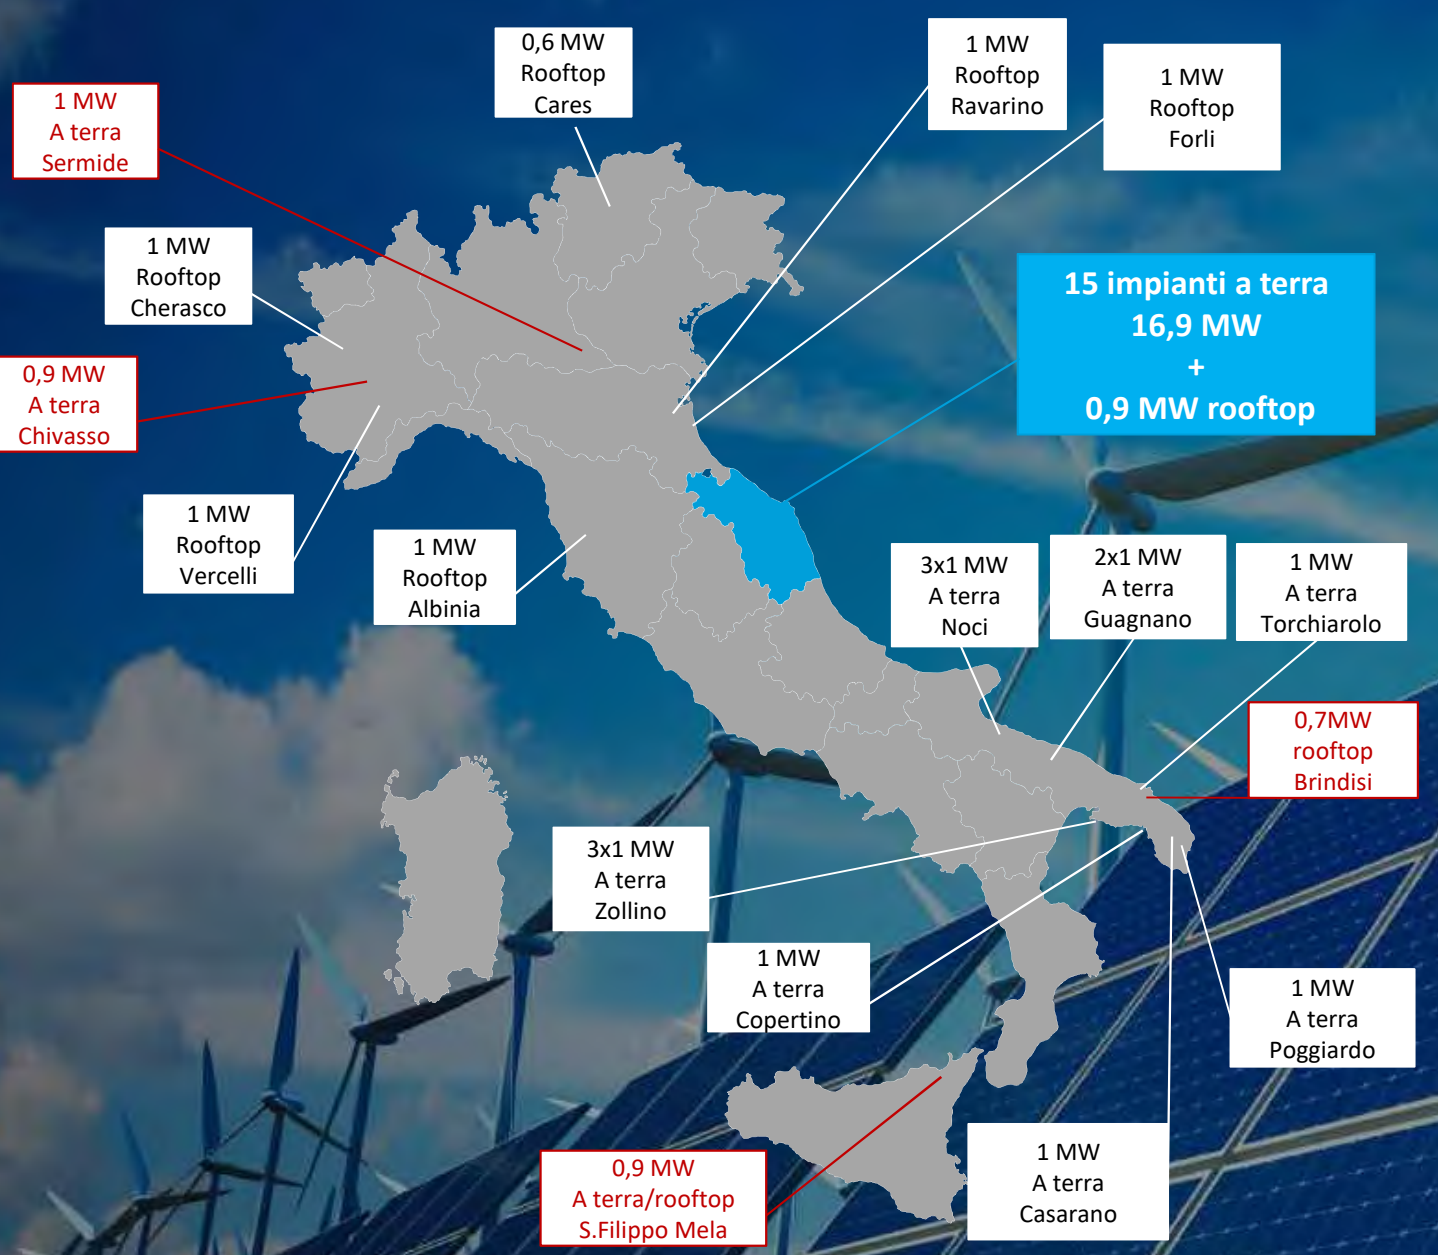 0,6 MW
Rooftop
Cares
1 MW
Rooftop
Ravarino
1 MW
Rooftop
Forli
1 MW
A terra
Sermide
1 MW
Rooftop
Cherasco
15 impianti a terra
16,9 MW
+
0,9 MW rooftop
0,9 MW
A terra
Chivasso
1 MW
Rooftop
Vercelli
1 MW
Rooftop
Albinia
3x1 MW
A terra
Noci
2x1 MW
A terra
Guagnano
1 MW
A terra
Torchiarolo
0,7MW
rooftop
Brindisi
3x1 MW
A terra
Zollino
1 MW
A terra
Copertino
1 MW
A terra
Poggiardo
1 MW
A terra
Casarano
0,9 MW
A terra/rooftop
S.Filippo Mela